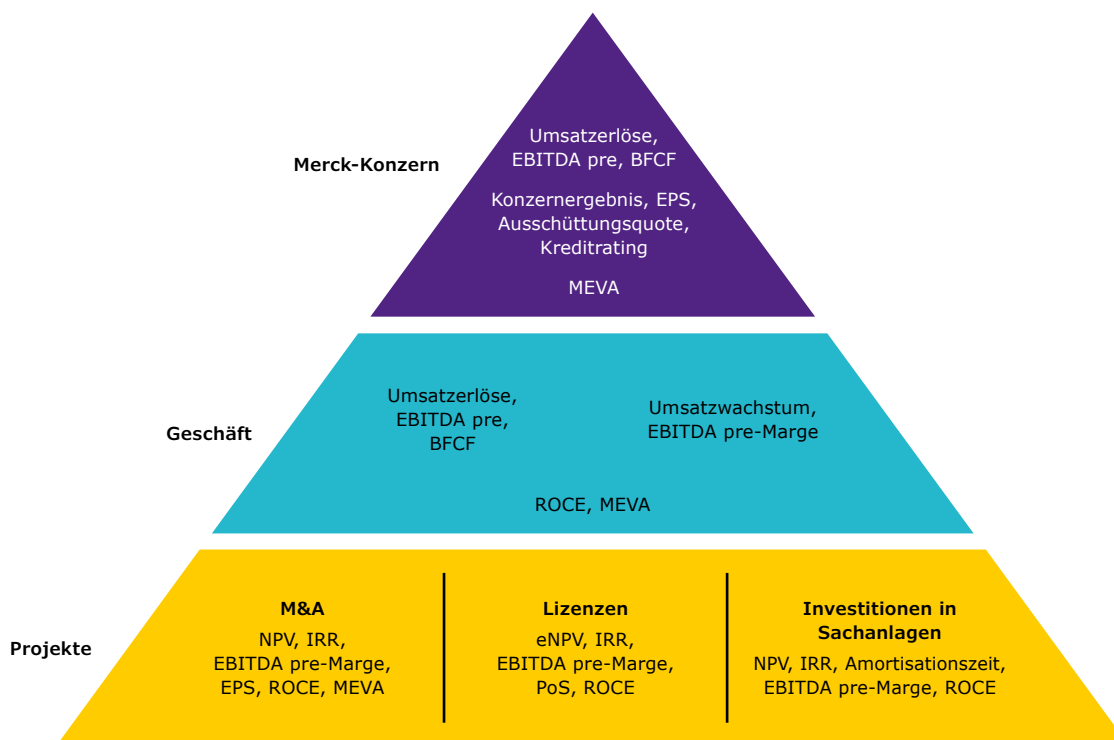 Merck-Konzern
Umsatzerlöse,
EBITDA pre, BFCF
Konzernergebnis, EPS,
Ausschüttungsquote,
Kreditrating
MEVA
Geschäft
Umsatzerlöse,
EBITDA pre,
BFCF
Umsatzwachstum,
EBITDA pre-Marge
ROCE, MEVA
Projekte
M&A
NPV, IRR,
EBITDA pre-Marge,
EPS, ROCE, MEVA
Lizenzen
eNPV, IRR,
EBITDA pre-Marge,
PoS, ROCE
Investitionen in
Sachanlagen
NPV, IRR, Amortisationszeit,
EBITDA pre-Marge, ROCE